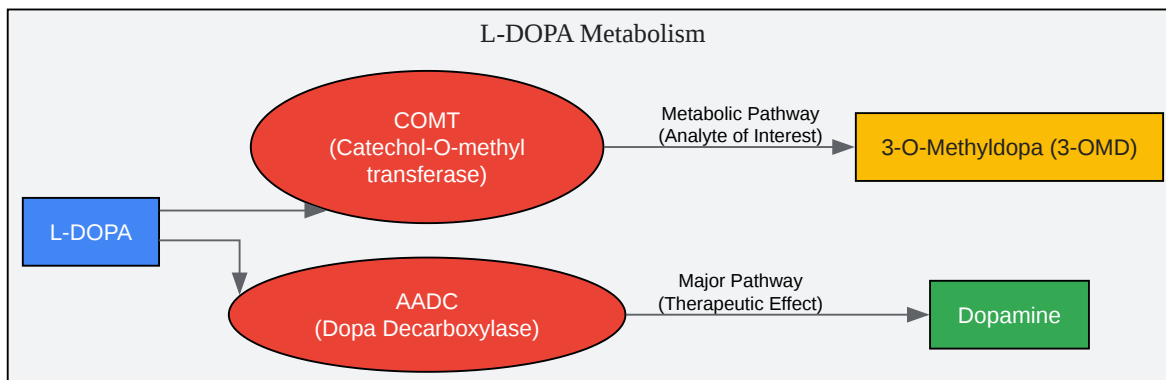 L-DOPA Metabolism
COMT
(Catechol-O-methyl
transferase)
Metabolic Pathway
(Analyte of Interest)
3-O-Methyldopa (3-OMD)
L-DOPA
AADC
(Dopa Decarboxylase)
Major Pathway
(Therapeutic Effect)
Dopamine